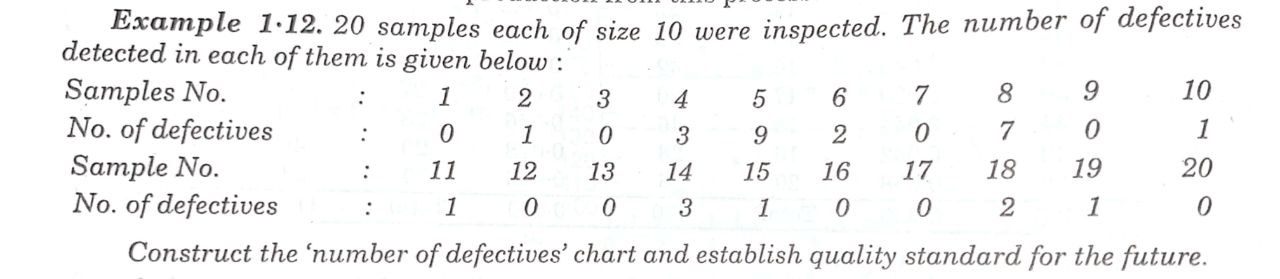 Example 1·12. 20 samples each of size 10 were inspected. The number of defectives
detected in each of them is given below :
Samples No. : 1 2 3 4 5 6 7 8 9 10
No. of defectives : 0 1 0 3 9 2 0 7 0 1
Sample No. : 11 12 13 14 15 16 17 18 19 20
No. of defectives : 1 0 0 3 1 0 0 2 1 0
Construct the ‘number of defectives’ chart and establish quality standard for the future.